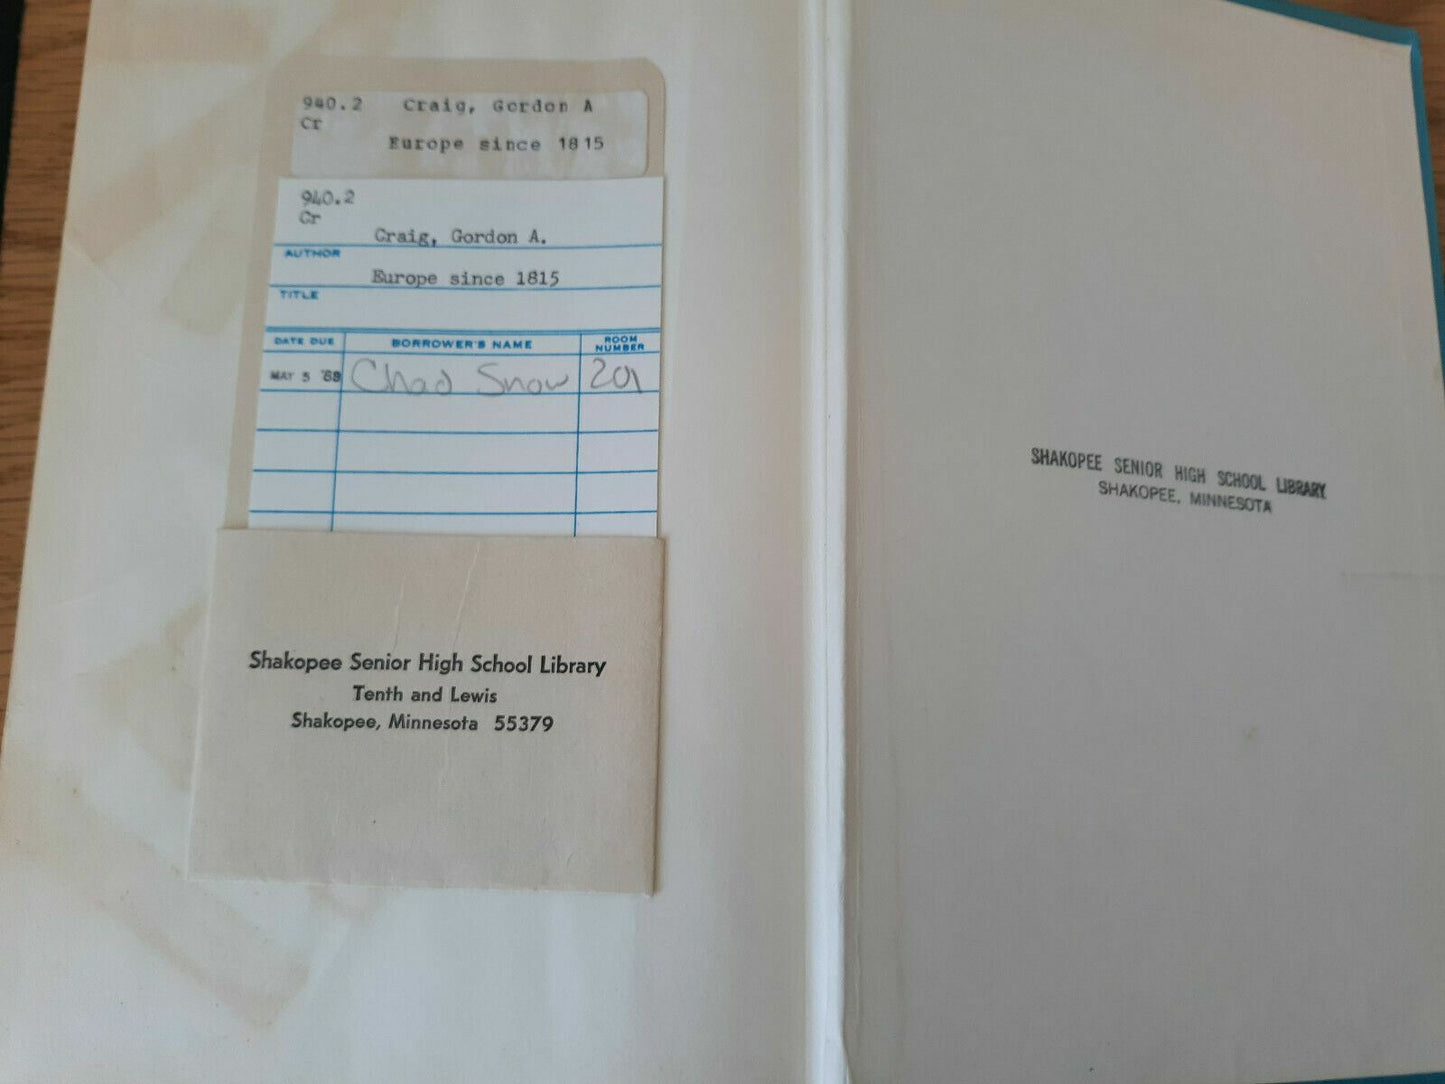 940.2 Craig, Gordon A
Cr
Europe since 1815
940.2
Cr
Craig, Gordon A.
AUTHOR
Europe since 1815
TITLE
DATE DUE BORROWER'S NAME ROOM NUMBER
MAY 5 '89 Chad Snow 201
Shakopee Senior High School Library
Tenth and Lewis
Shakopee, Minnesota 55379
SHAKOPEE SENIOR HIGH SCHOOL LIBRARY
SHAKOPEE, MINNESOTA